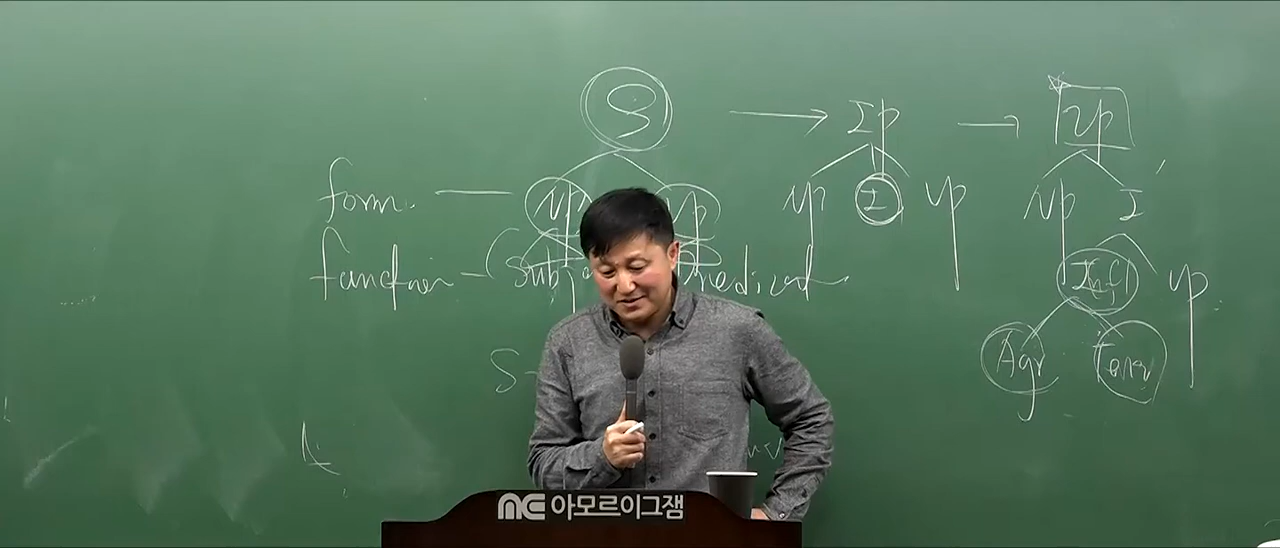 S → IP → IP
form. — NP VP NP I VP NP I'
function — (Subj Predicat
Infl VP
Agr Tense
S
t
아모르이그잼